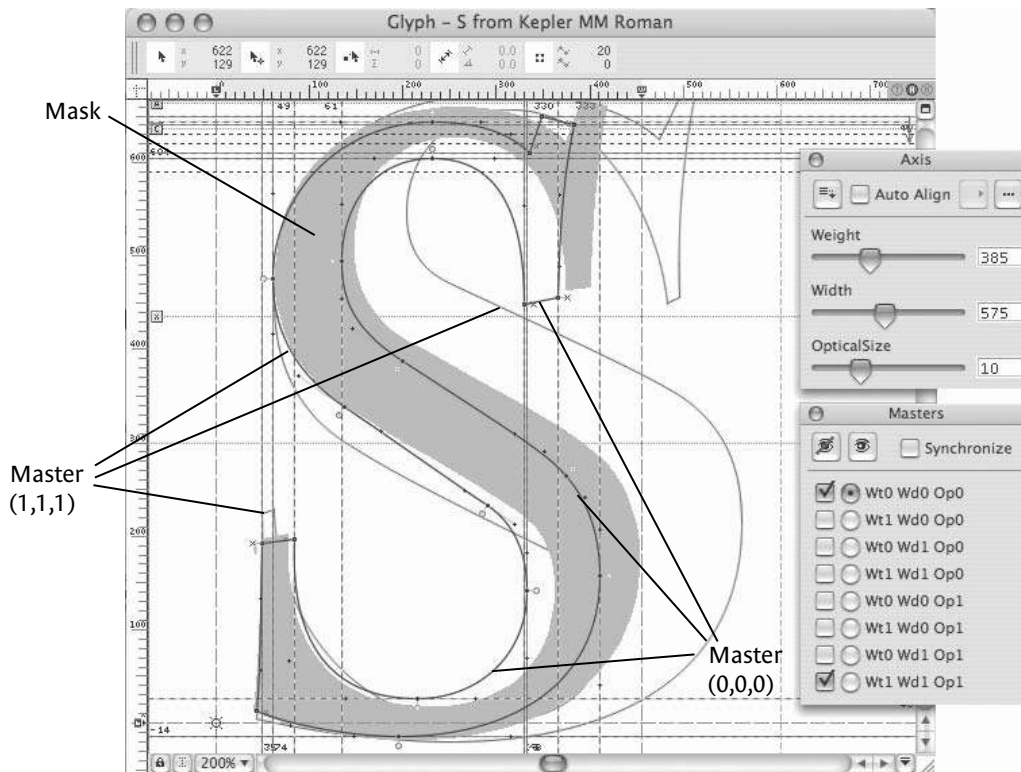 Glyph – S from Kepler MM Roman
x 622 x 622 0 0.0 20
y 129 y 129 0 0.0 0
0 100 200 300 400 500 600 700
49 61 330 333
Mask
604
600
500
400
300
200
100
-14
Axis
Auto Align
Weight
385
Width
575
OpticalSize
10
Masters
Synchronize
Wt0 Wd0 Op0
Wt1 Wd0 Op0
Wt0 Wd1 Op0
Wt1 Wd1 Op0
Wt0 Wd0 Op1
Wt1 Wd0 Op1
Wt0 Wd1 Op1
Wt1 Wd1 Op1
Master
(1,1,1)
Master
(0,0,0)
200%